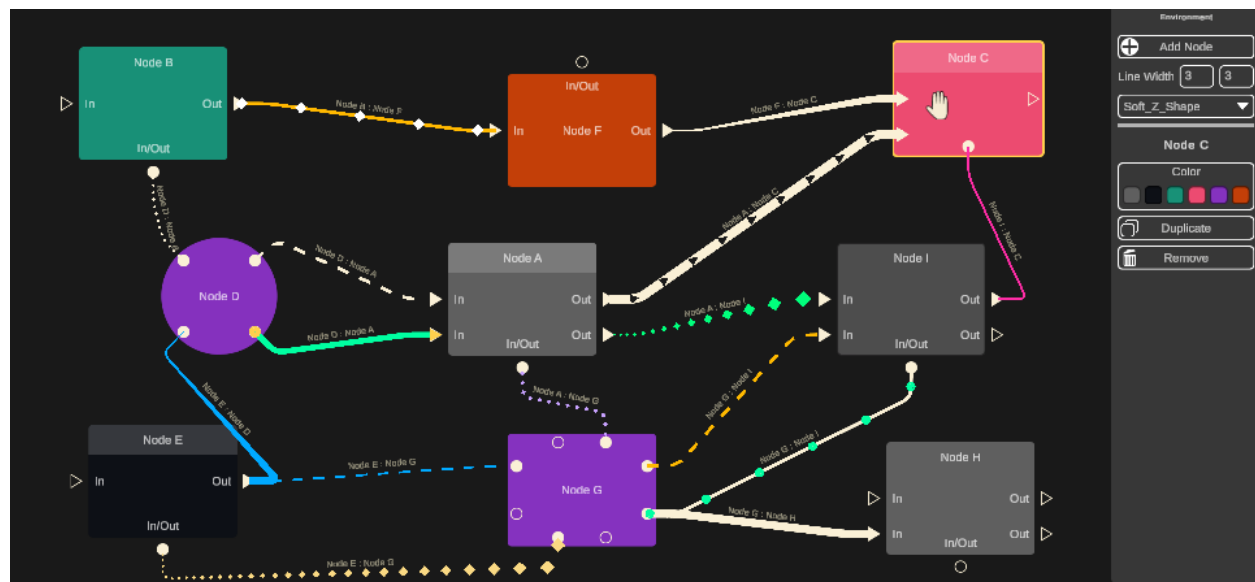 Environment
Add Node
Line Width 3 3
Soft_Z_Shape
Node C
Color
Duplicate
Remove
Node B
In Out
In/Out
Node B : Node F
In/Out
In Node F Out
Node F : Node C
Node C
Node D : Node B
Node D
Node D : Node A
Node D : Node A
Node A
In Out
In Out
In/Out
Node A : Node C
Node A : Node I
Node I : Node C
Node I
In Out
In Out
In/Out
Node E : Node D
Node A : Node G
Node G : Node I
Node E
In Out
In/Out
Node E : Node G
Node G
Node G : Node I
Node G : Node H
Node H
In Out
In Out
In/Out
Node E : Node G